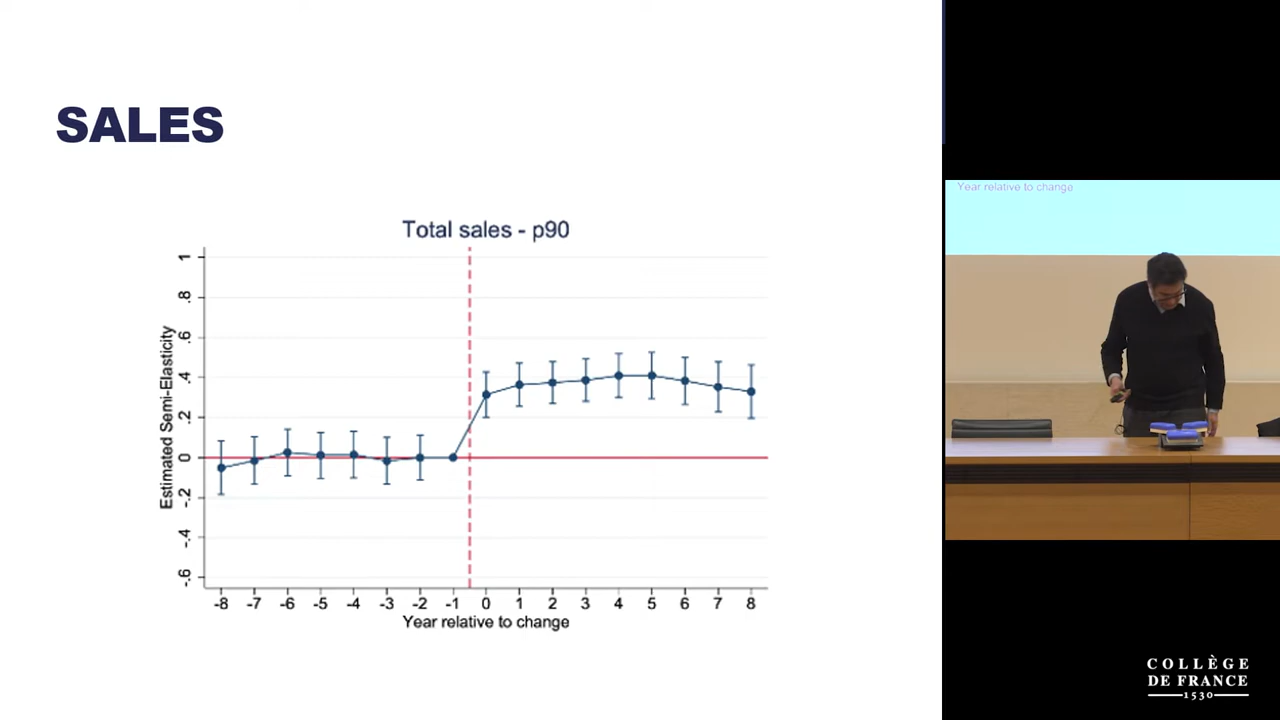 SALES
Total sales - p90
Estimated Semi-Elasticity
1
.8
.6
.4
.2
0
-.2
-.4
-.6
-8 -7 -6 -5 -4 -3 -2 -1 0 1 2 3 4 5 6 7 8
Year relative to change
Year relative to change
COLLÈGE
DE FRANCE
1530